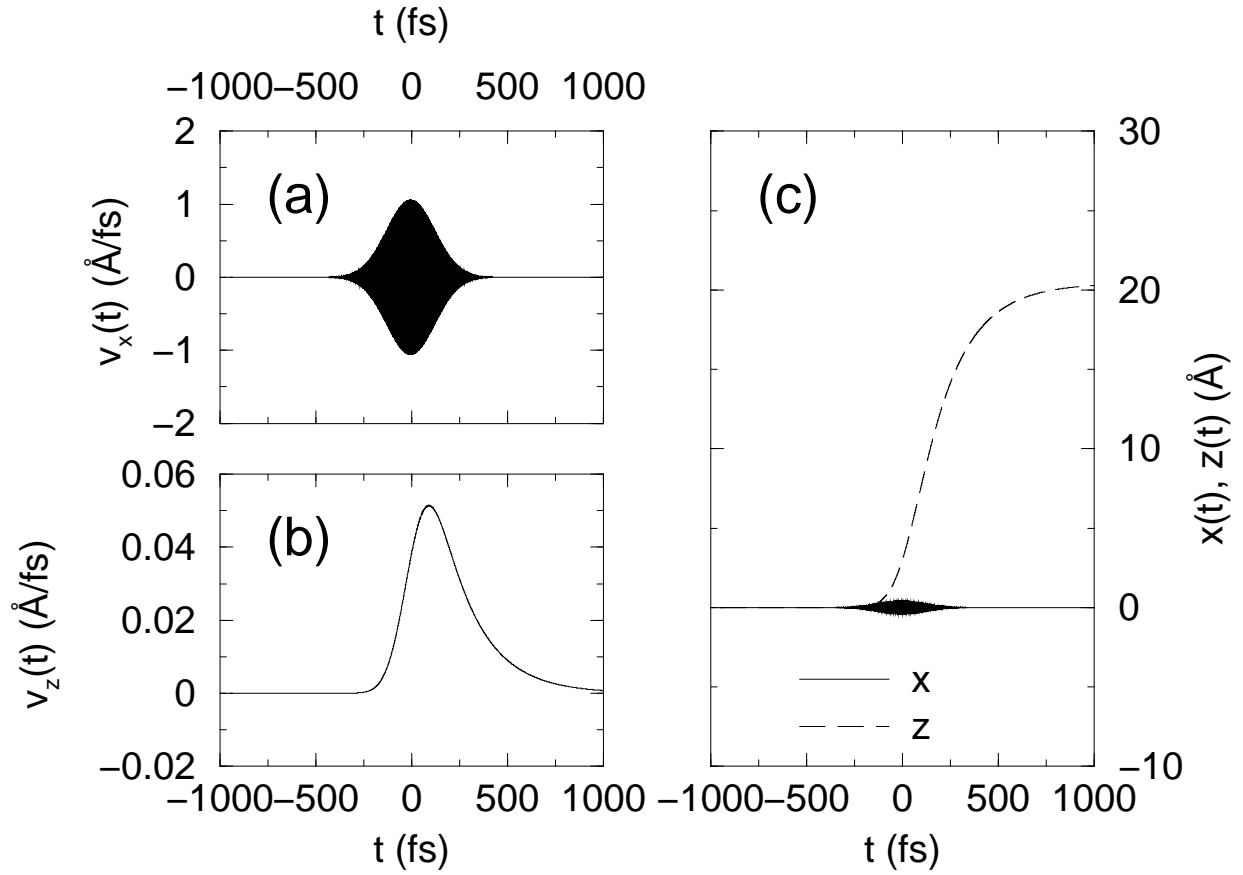 t (fs)
−1000 −500 0 500 1000
2
1
0
−1
−2
v_x(t) (Å/fs)
(a)
0.06
0.04
0.02
0
−0.02
v_z(t) (Å/fs)
(b)
−1000 −500 0 500 1000
t (fs)
(c)
30
20
10
0
−10
x(t), z(t) (Å)
x
z
−1000 −500 0 500 1000
t (fs)